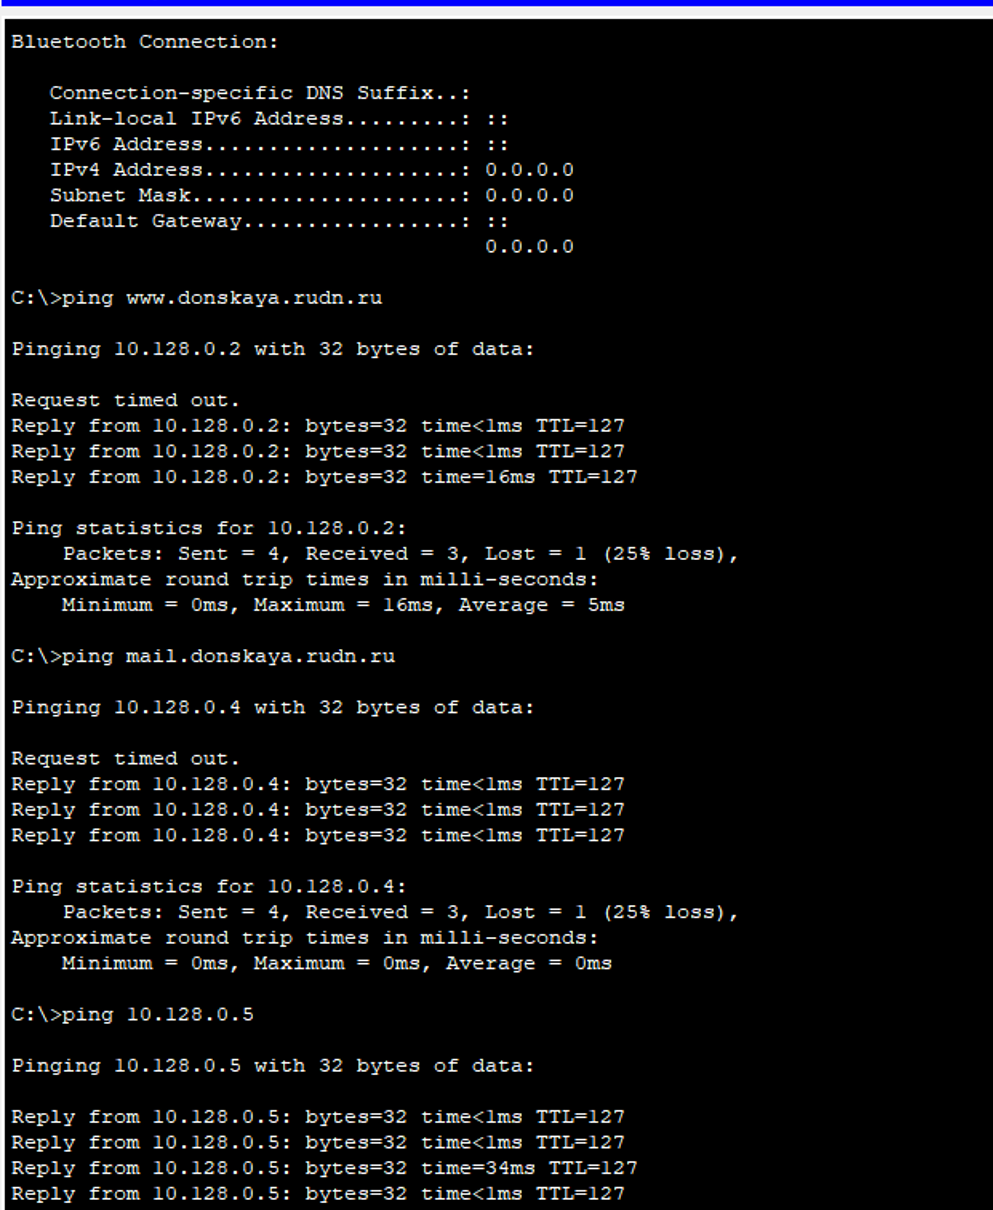 Bluetooth Connection:
Connection-specific DNS Suffix..:
Link-local IPv6 Address.........: ::
IPv6 Address....................: ::
IPv4 Address....................: 0.0.0.0
Subnet Mask.....................: 0.0.0.0
Default Gateway.................: ::
0.0.0.0
C:\>ping www.donskaya.rudn.ru
Pinging 10.128.0.2 with 32 bytes of data:
Request timed out.
Reply from 10.128.0.2: bytes=32 time<1ms TTL=127
Reply from 10.128.0.2: bytes=32 time<1ms TTL=127
Reply from 10.128.0.2: bytes=32 time=16ms TTL=127
Ping statistics for 10.128.0.2:
Packets: Sent = 4, Received = 3, Lost = 1 (25% loss),
Approximate round trip times in milli-seconds:
Minimum = 0ms, Maximum = 16ms, Average = 5ms
C:\>ping mail.donskaya.rudn.ru
Pinging 10.128.0.4 with 32 bytes of data:
Request timed out.
Reply from 10.128.0.4: bytes=32 time<1ms TTL=127
Reply from 10.128.0.4: bytes=32 time<1ms TTL=127
Reply from 10.128.0.4: bytes=32 time<1ms TTL=127
Ping statistics for 10.128.0.4:
Packets: Sent = 4, Received = 3, Lost = 1 (25% loss),
Approximate round trip times in milli-seconds:
Minimum = 0ms, Maximum = 0ms, Average = 0ms
C:\>ping 10.128.0.5
Pinging 10.128.0.5 with 32 bytes of data:
Reply from 10.128.0.5: bytes=32 time<1ms TTL=127
Reply from 10.128.0.5: bytes=32 time<1ms TTL=127
Reply from 10.128.0.5: bytes=32 time=34ms TTL=127
Reply from 10.128.0.5: bytes=32 time<1ms TTL=127